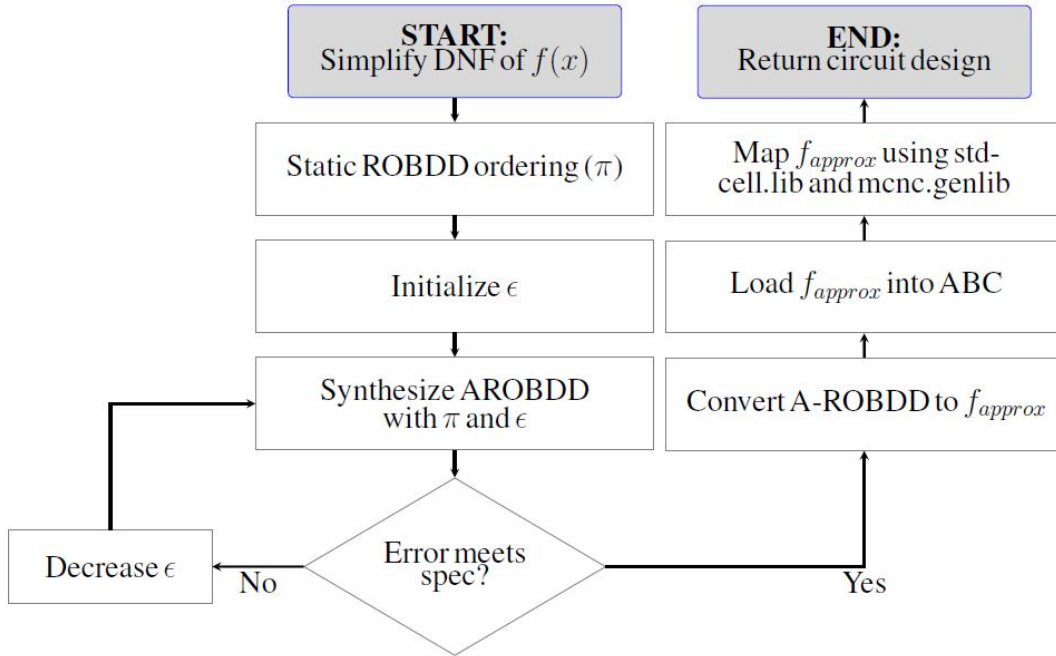 START:
Simplify DNF of f(x)
Static ROBDD ordering (π)
Initialize ϵ
Synthesize AROBDD
with π and ϵ
Error meets
spec?
No
Decrease ϵ
Yes
Convert A-ROBDD to f_approx
Load f_approx into ABC
Map f_approx using std-
cell.lib and mcnc.genlib
END:
Return circuit design